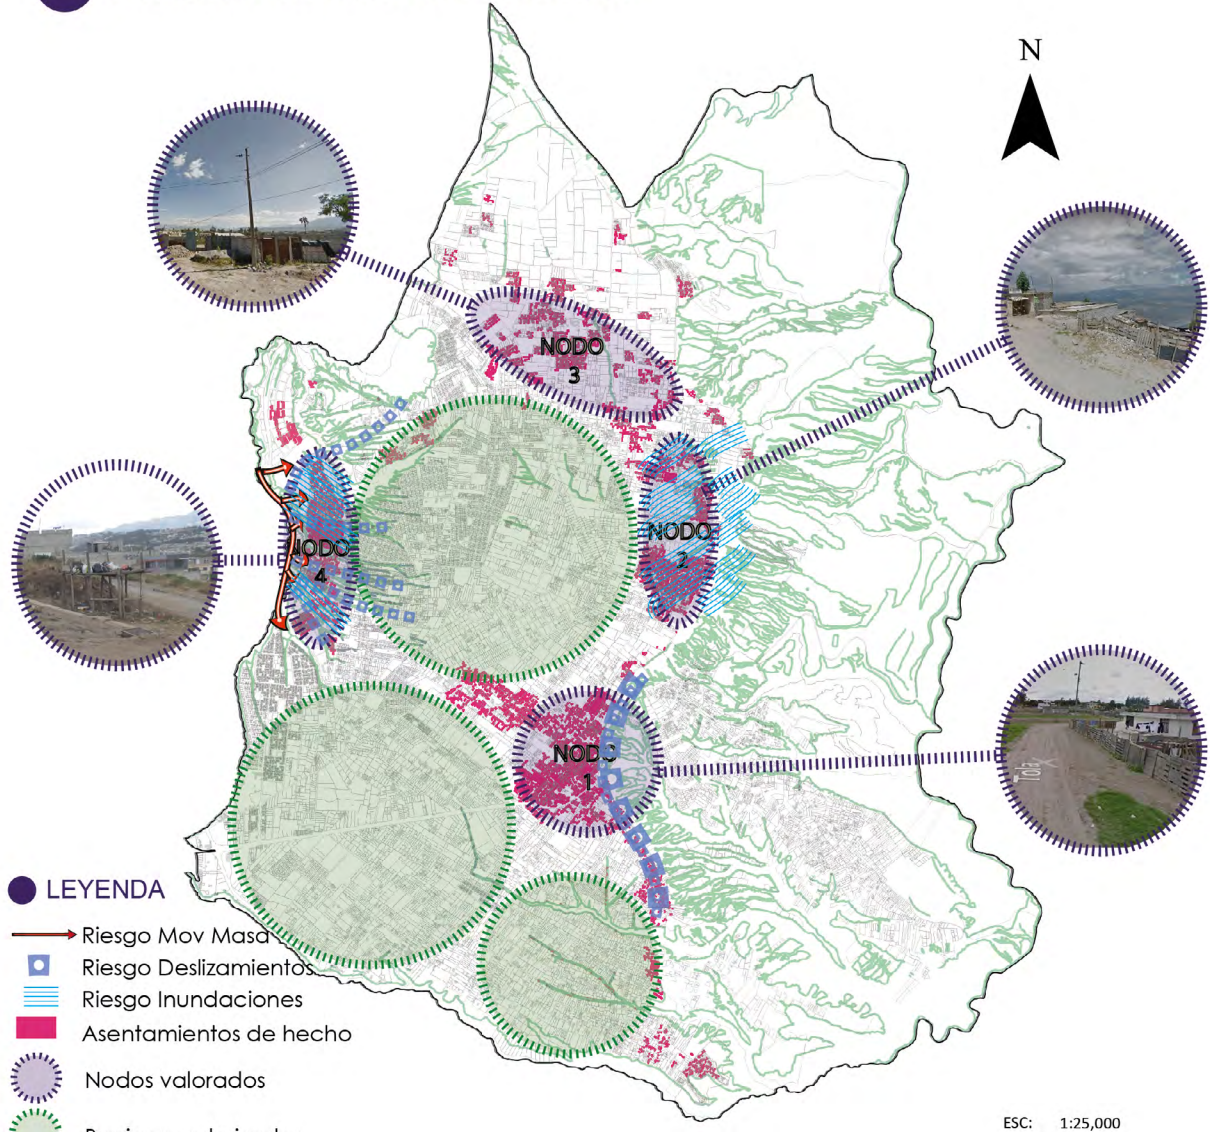 N
NODO
3
NODO
2
NODO
4
NODO
1
Tola
LEYENDA
Riesgo Mov Masa
Riesgo Deslizamientos
Riesgo Inundaciones
Asentamientos de hecho
Nodos valorados
ESC: 1:25,000